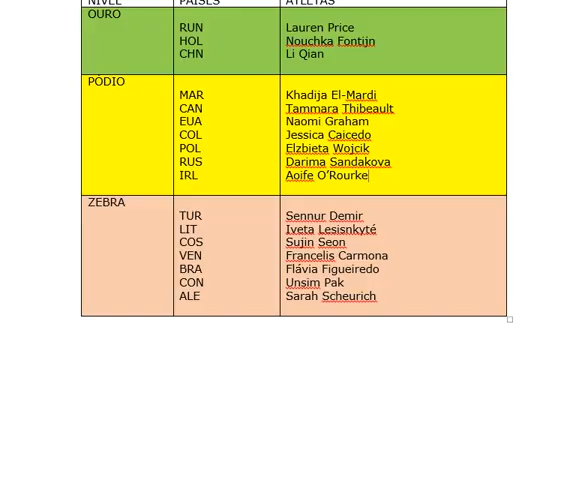 NÍVEL PAÍSES ATLETAS
OURO
RUN Lauren Price
HOL Nouchka Fontijn
CHN Li Qian
PÓDIO
MAR Khadija El-Mardi
CAN Tammara Thibeault
EUA Naomi Graham
COL Jessica Caicedo
POL Elzbieta Wojcik
RUS Darima Sandakova
IRL Aoife O’Rourke
ZEBRA
TUR Sennur Demir
LIT Iveta Lesisnkyté
COS Sujin Seon
VEN Francelis Carmona
BRA Flávia Figueiredo
CON Unsim Pak
ALE Sarah Scheurich